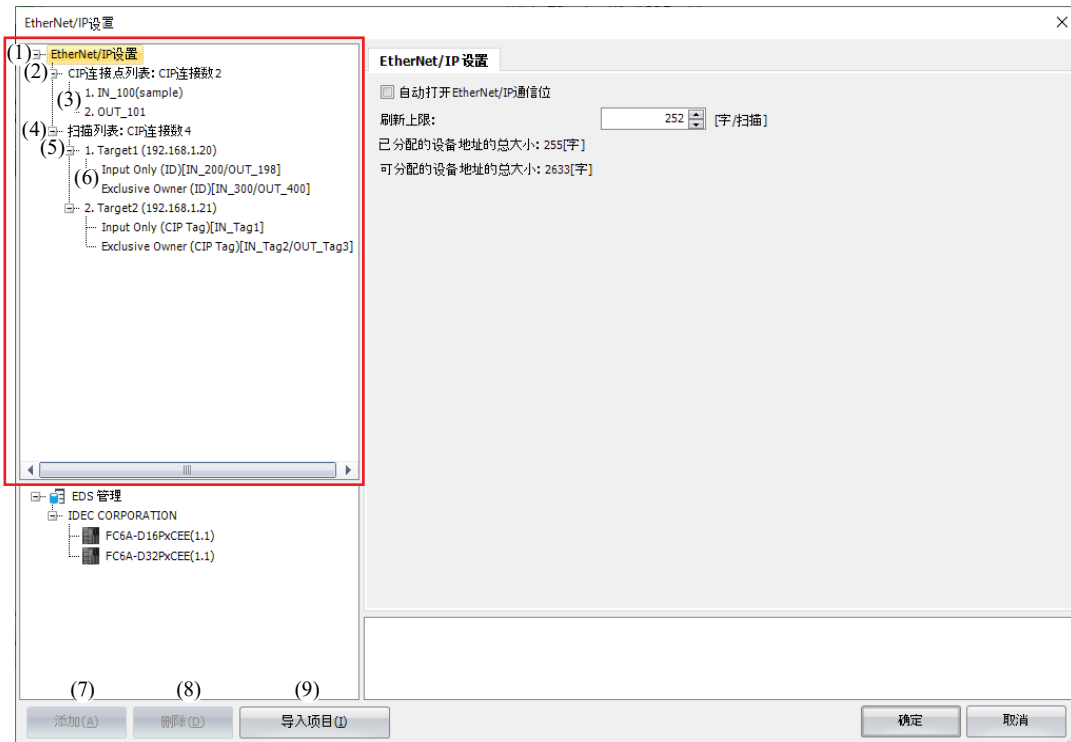 EtherNet/IP设置
(1) EtherNet/IP设置
(2) CIP连接点列表: CIP连接数2
(3) 1. IN_100(sample)
2. OUT_101
(4) 扫描列表: CIP连接数4
(5) 1. Target1 (192.168.1.20)
(6) Input Only (ID)[IN_200/OUT_198]
Exclusive Owner (ID)[IN_300/OUT_400]
2. Target2 (192.168.1.21)
Input Only (CIP Tag)[IN_Tag1]
Exclusive Owner (CIP Tag)[IN_Tag2/OUT_Tag3]
EtherNet/IP 设置
自动打开EtherNet/IP通信位
刷新上限: 252 [字/扫描]
已分配的设备地址的总大小: 255[字]
可分配的设备地址的总大小: 2633[字]
EDS 管理
IDEC CORPORATION
FC6A-D16PxCEE(1.1)
FC6A-D32PxCEE(1.1)
(7) (8) (9)
添加(A) 删除(D) 导入项目(I) 确定 取消